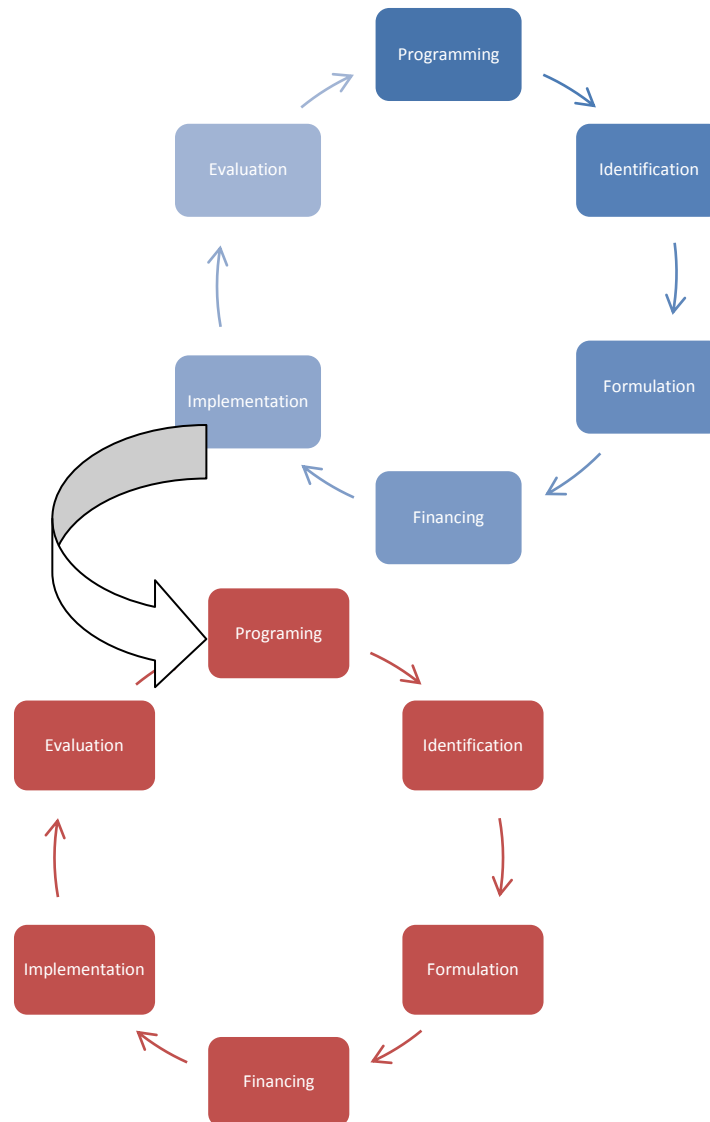 Programming
Identification
Formulation
Financing
Implementation
Evaluation
Programing
Identification
Formulation
Financing
Implementation
Evaluation